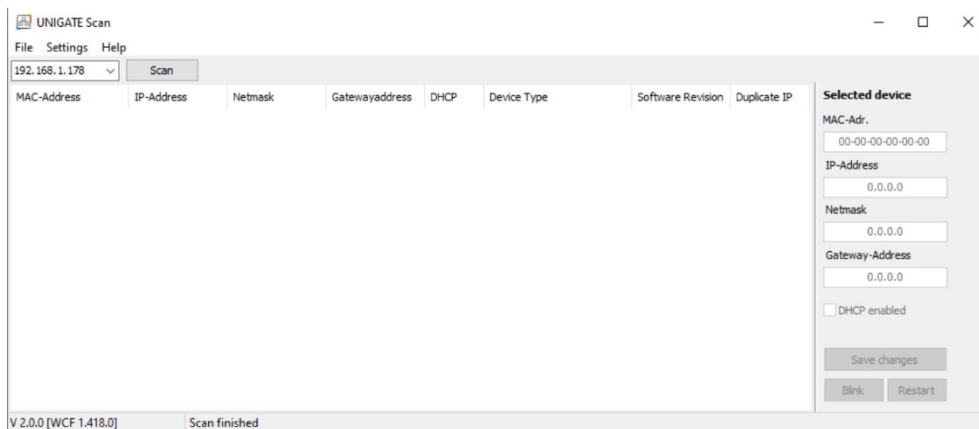 UNIGATE Scan
File Settings Help
192.168.1.178 Scan
MAC-Address IP-Address Netmask Gatewayaddress DHCP Device Type Software Revision Duplicate IP
Selected device
MAC-Adr.
00-00-00-00-00-00
IP-Address
0.0.0.0
Netmask
0.0.0.0
Gateway-Address
0.0.0.0
DHCP enabled
Save changes
Blink Restart
V 2.0.0 [WCF 1.418.0] Scan finished